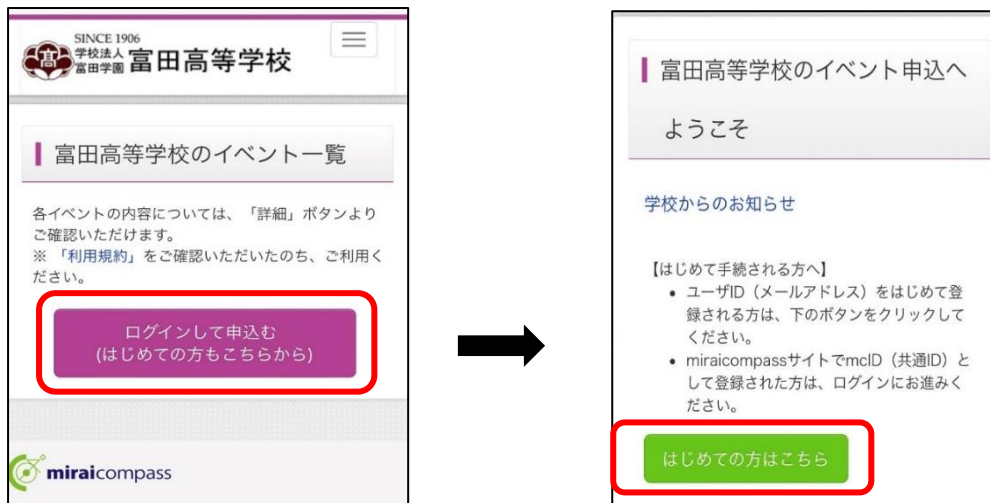 SINCE 1906
学校法人
富田学園
富田高等学校
高
富田高等学校のイベント一覧
各イベントの内容については、「詳細」ボタンより
ご確認いただけます。
※ 「利用規約」をご確認いただいたのち、ご利用く
ださい。
ログインして申込む
(はじめての方もこちらから)
miraicompass
富田高等学校のイベント申込へ
ようこそ
学校からのお知らせ
【はじめて手続される方へ】
• ユーザID（メールアドレス）をはじめて登
録される方は、下のボタンをクリックして
ください。
• miraicompassサイトでmcID（共通ID）と
して登録された方は、ログインにお進みく
ださい。
はじめての方はこちら